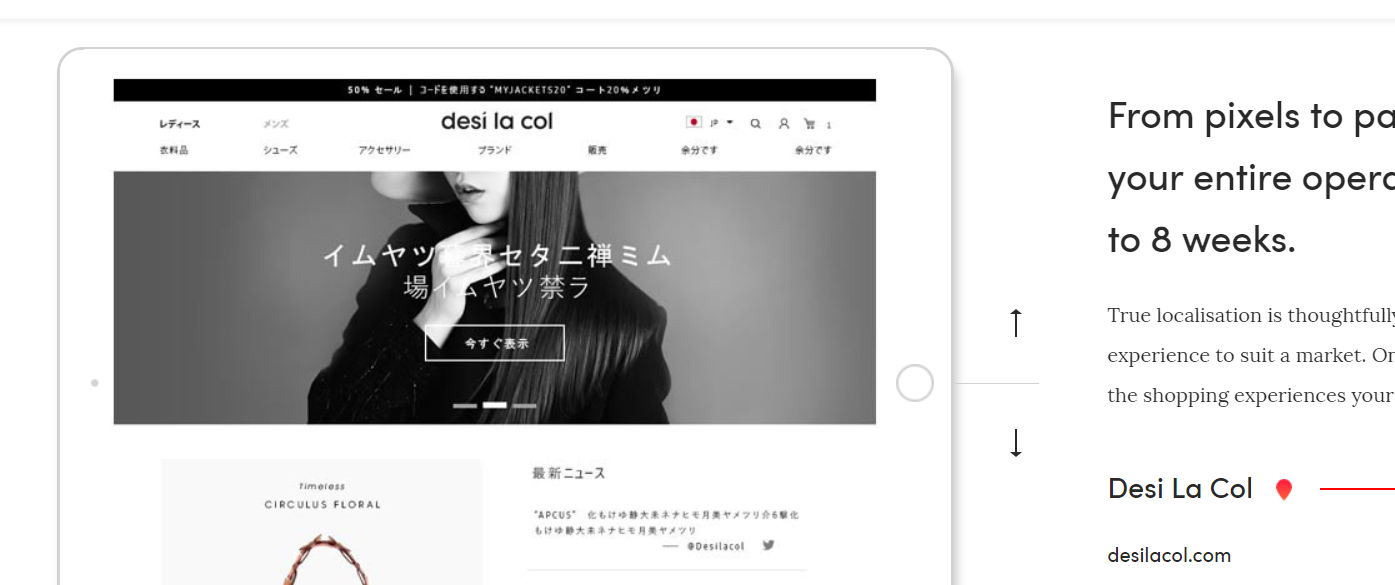 50% セール | コードを使用する "MYJACKETS20" コート20%メツリ
レディース メンズ desi la col JP 1
衣料品 シューズ アクセサリー ブランド 販売 余分です 余分です
イムヤツ 界セタニ禅ミム
場イムヤツ禁ラ
今すぐ表示
Timeless
CIRCULUS FLORAL
最新ニュース
"APCUS" 化もけゆ静大未ネナヒモ月美ヤメツリ介6撃化
もけゆ静大未ネナヒモ月美ヤメツリ
— @Desilacol
From pixels to pa
your entire opera
to 8 weeks.
True localisation is thoughtfully
experience to suit a market. Or
the shopping experiences your
Desi La Col
desilacol.com